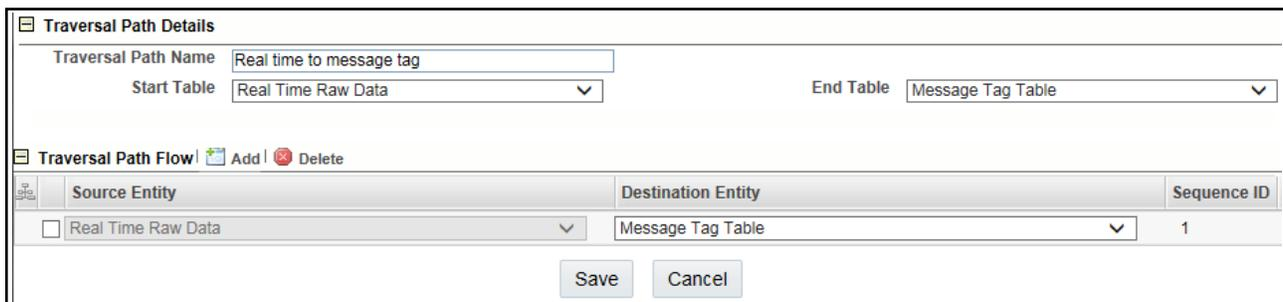 Traversal Path Details
Traversal Path Name Real time to message tag
Start Table Real Time Raw Data End Table Message Tag Table
Traversal Path Flow Add Delete
Source Entity Destination Entity Sequence ID
Real Time Raw Data Message Tag Table 1
Save Cancel